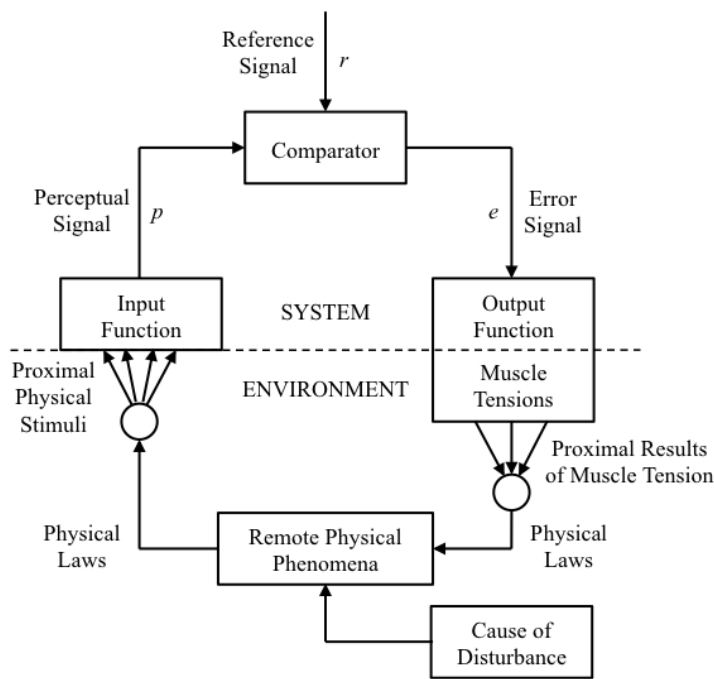 Reference
Signal
r
Comparator
Perceptual
Signal
p
e
Error
Signal
Input
Function
SYSTEM
Output
Function
Proximal
Physical
Stimuli
ENVIRONMENT
Muscle
Tensions
Proximal Results
of Muscle Tension
Physical
Laws
Remote Physical
Phenomena
Physical
Laws
Cause of
Disturbance